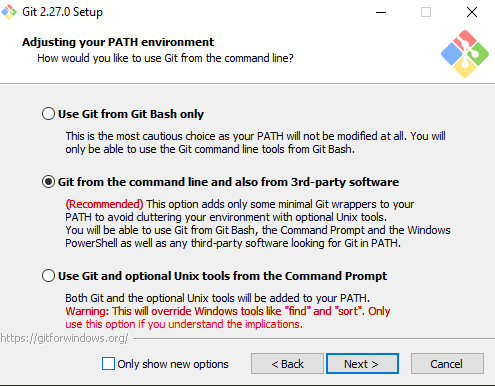 Git 2.27.0 Setup
Adjusting your PATH environment
How would you like to use Git from the command line?
Use Git from Git Bash only
This is the most cautious choice as your PATH will not be modified at all. You will
only be able to use the Git command line tools from Git Bash.
Git from the command line and also from 3rd-party software
(Recommended) This option adds only some minimal Git wrappers to your
PATH to avoid cluttering your environment with optional Unix tools.
You will be able to use Git from Git Bash, the Command Prompt and the Windows
PowerShell as well as any third-party software looking for Git in PATH.
Use Git and optional Unix tools from the Command Prompt
Both Git and the optional Unix tools will be added to your PATH.
Warning: This will override Windows tools like "find" and "sort". Only
use this option if you understand the implications.
https://gitforwindows.org/
Only show new options
< Back
Next >
Cancel